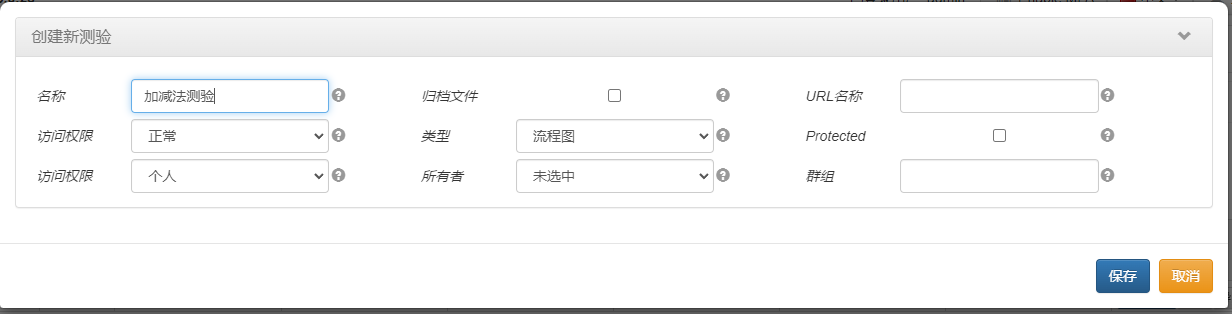 创建新测验
名称 加减法测验 归档文件 URL名称
访问权限 正常 类型 流程图 Protected
访问权限 个人 所有者 未选中 群组
保存 取消